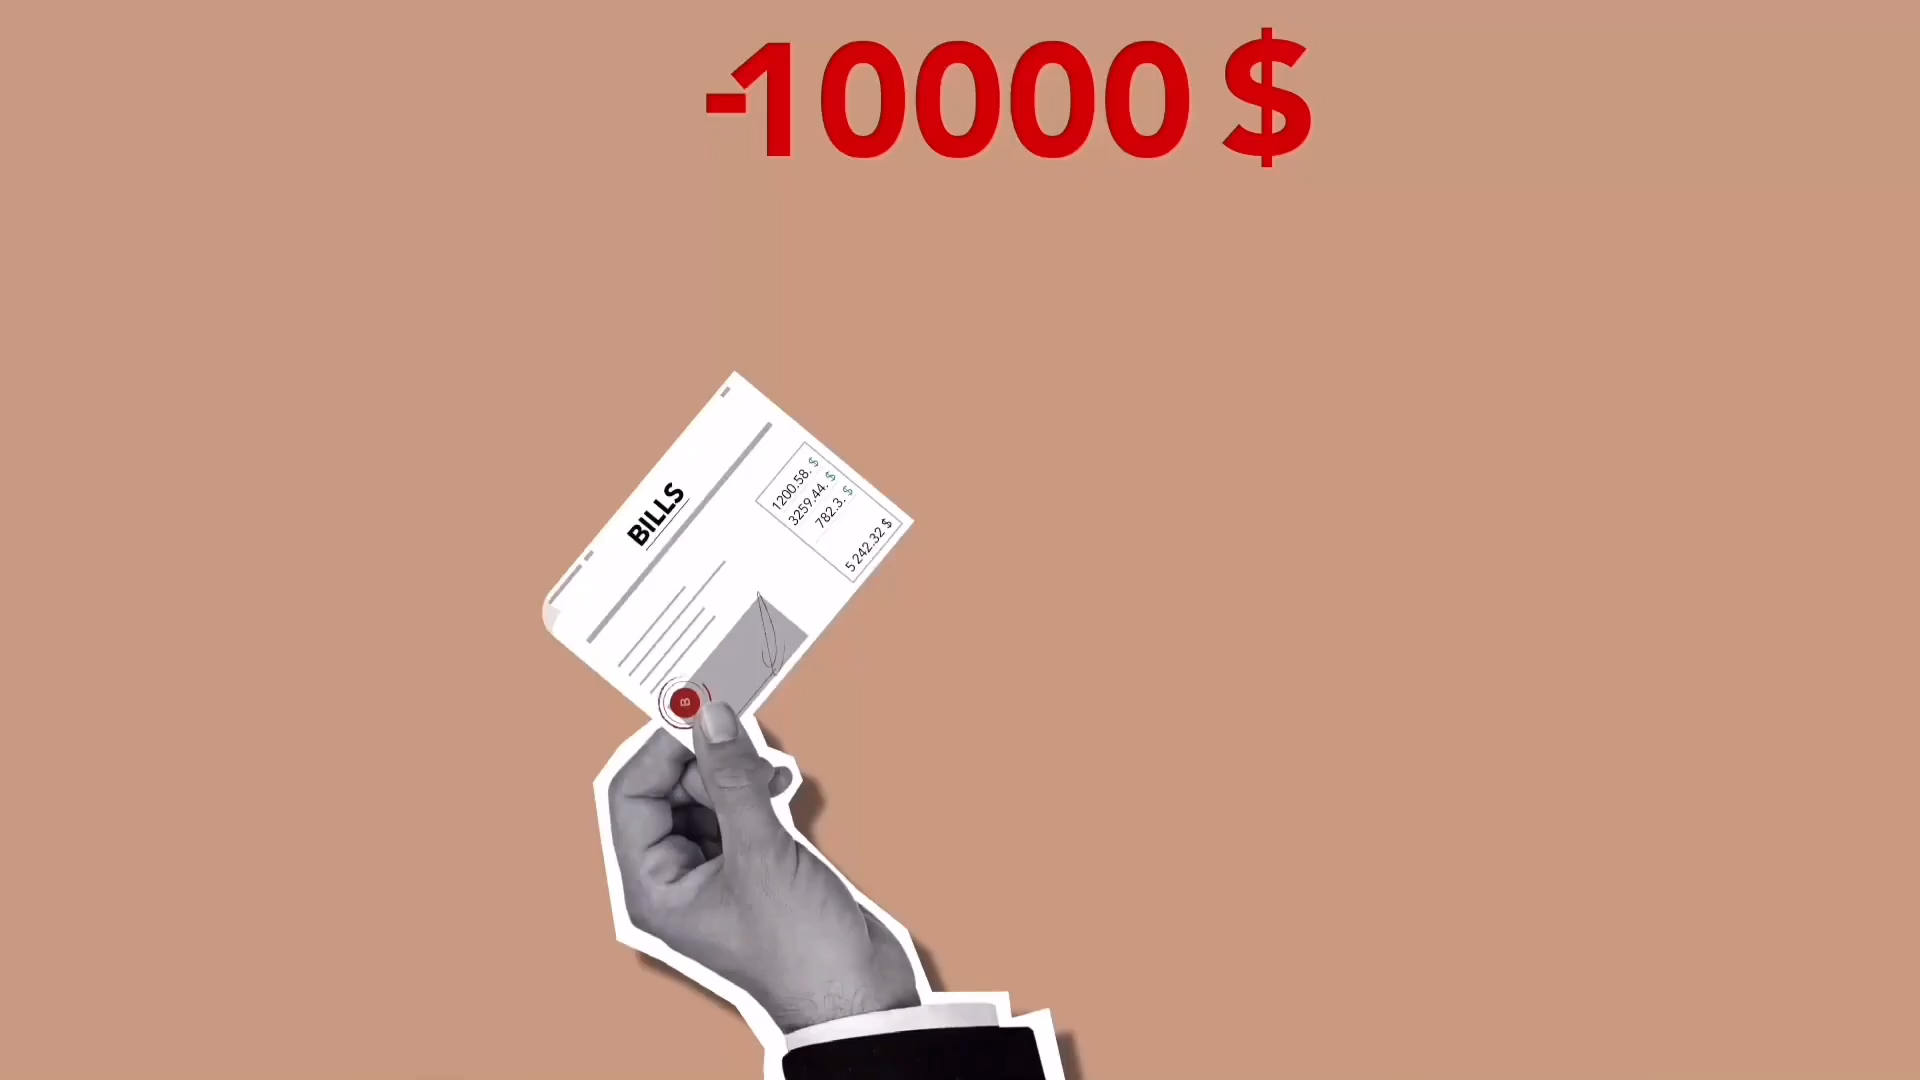 -10000 $
BILLS
1200.58. $
3259.44. $
782.3. $
5 242.32 $
B